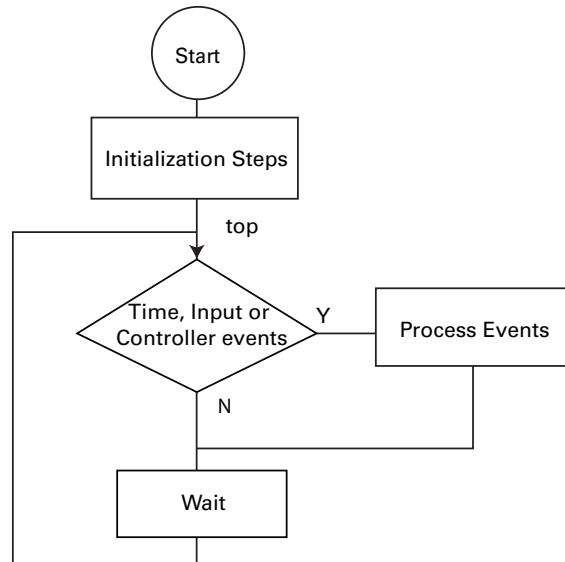 Start
Initialization Steps
top
Time, Input or
Controller events
Y
Process Events
N
Wait